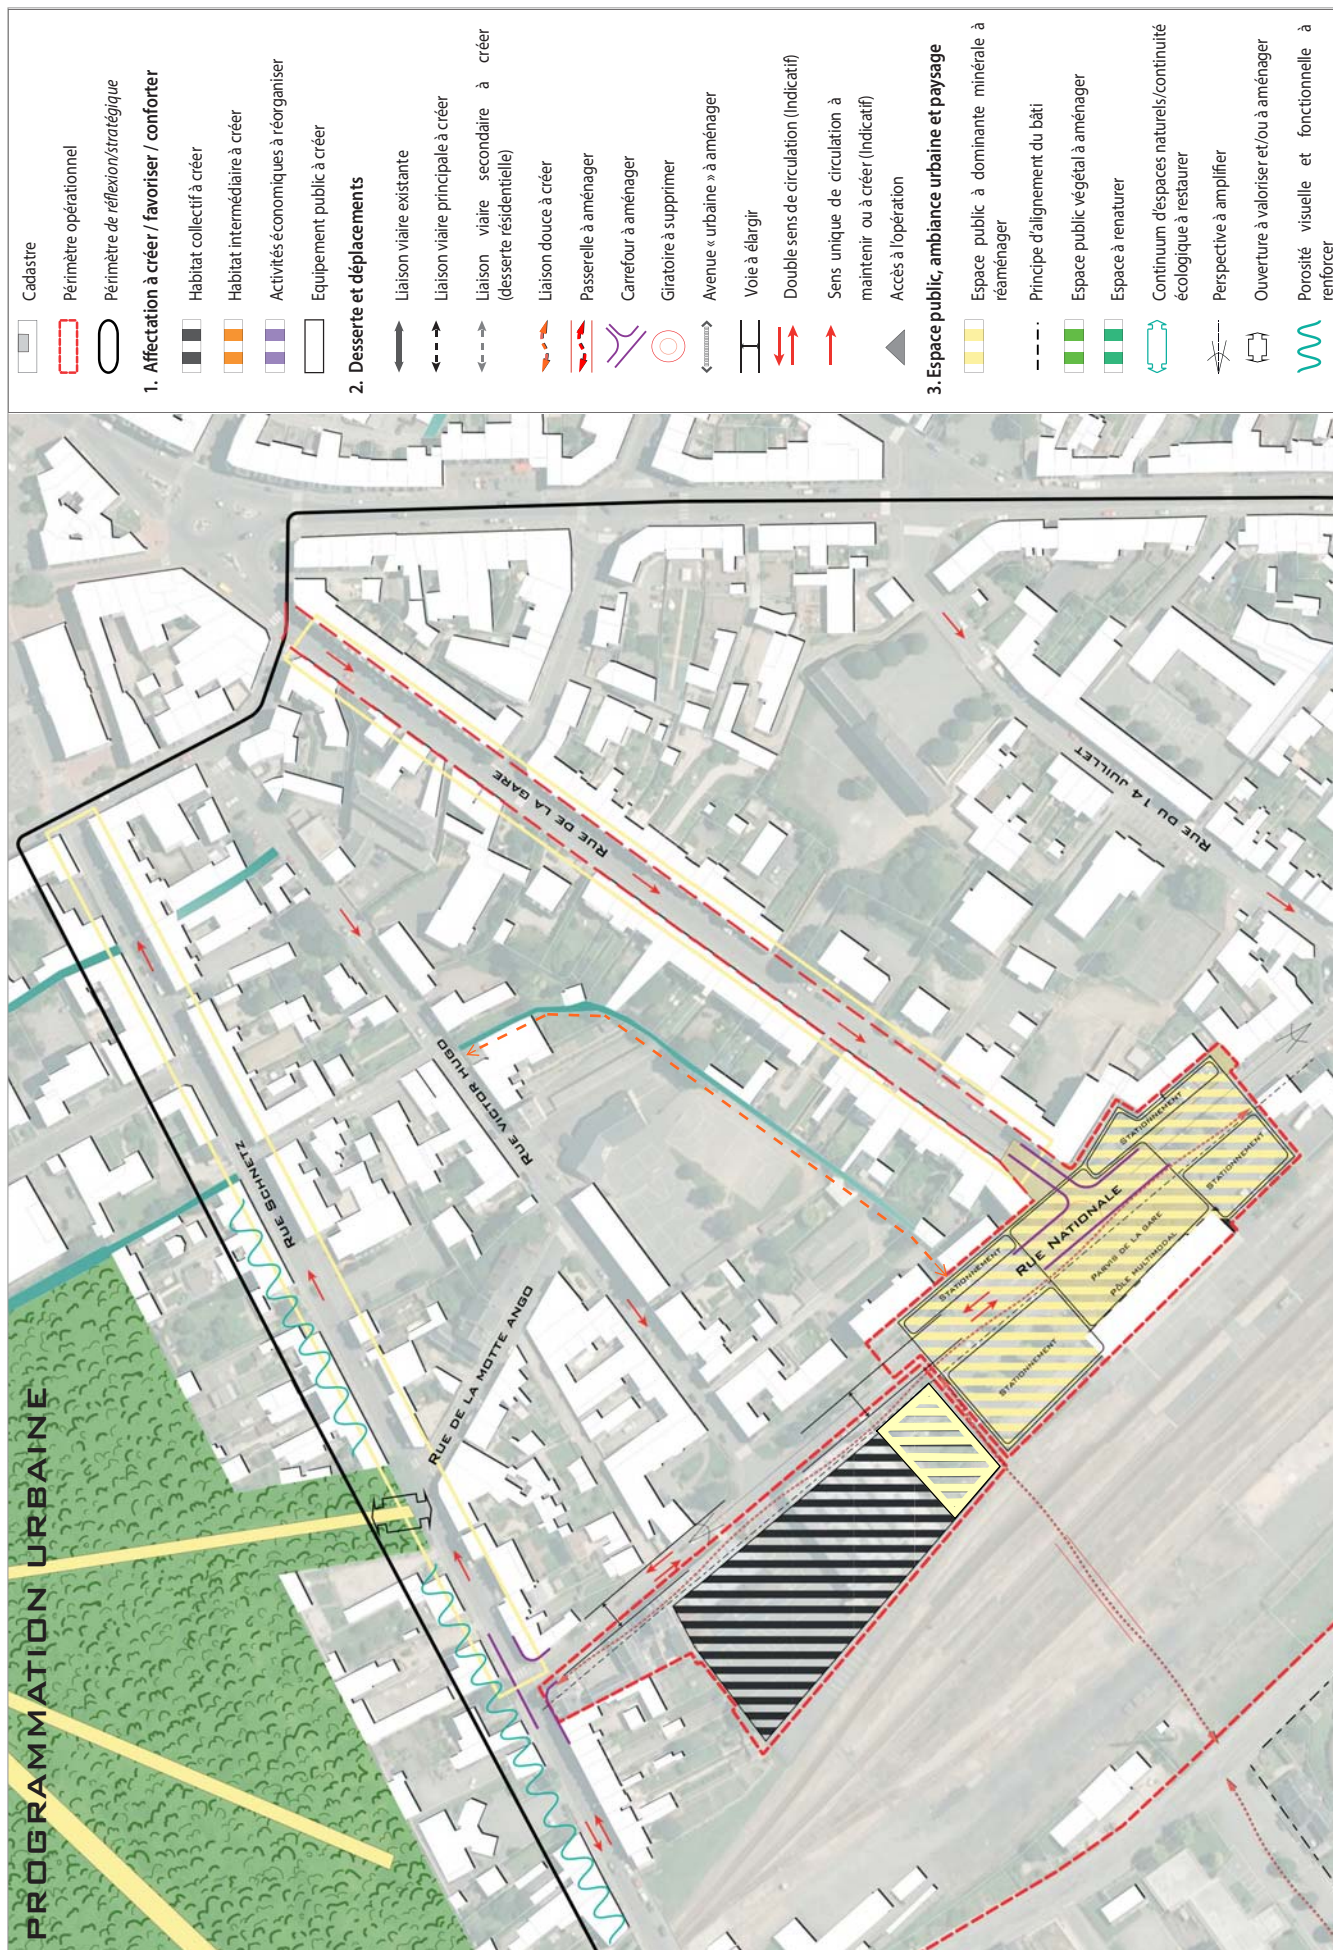 PROGRAMMATION URBAINE
RUE SCHNETZ
RUE DE LA MOTTE ANGO
RUE VICTOR HUGO
RUE DE LA GARE
RUE DU 14 JUILLET
RUE NATIONALE
STATIONNEMENT
STATIONNEMENT
STATIONNEMENT
STATIONNEMENT
PARVIS DE LA GARE
PÔLE MULTIMODAL
Cadastre
Périmètre opérationnel
Périmètre de réflexion/stratégique
1. Affectation à créer / favoriser / conforter
Habitat collectif à créer
Habitat intermédiaire à créer
Activités économiques à réorganiser
Equipement public à créer
2. Desserte et déplacements
Liaison viaire existante
Liaison viaire principale à créer
Liaison viaire secondaire à créer
(desserte résidentielle)
Liaison douce à créer
Passerelle à aménager
Carrefour à aménager
Giratoire à supprimer
Avenue « urbaine » à aménager
Voie à élargir
Double sens de circulation (Indicatif)
Sens unique de circulation à
maintenir ou à créer (Indicatif)
Accès à l'opération
3. Espace public, ambiance urbaine et paysage
Espace public à dominante minérale à
réaménager
Principe d'alignement du bâti
Espace public végétal à aménager
Espace à renaturer
Continuum d'espaces naturels/continuité
écologique à restaurer
Perspective à amplifier
Ouverture à valoriser et/ou à aménager
Porosité visuelle et fonctionnelle à
renforcer